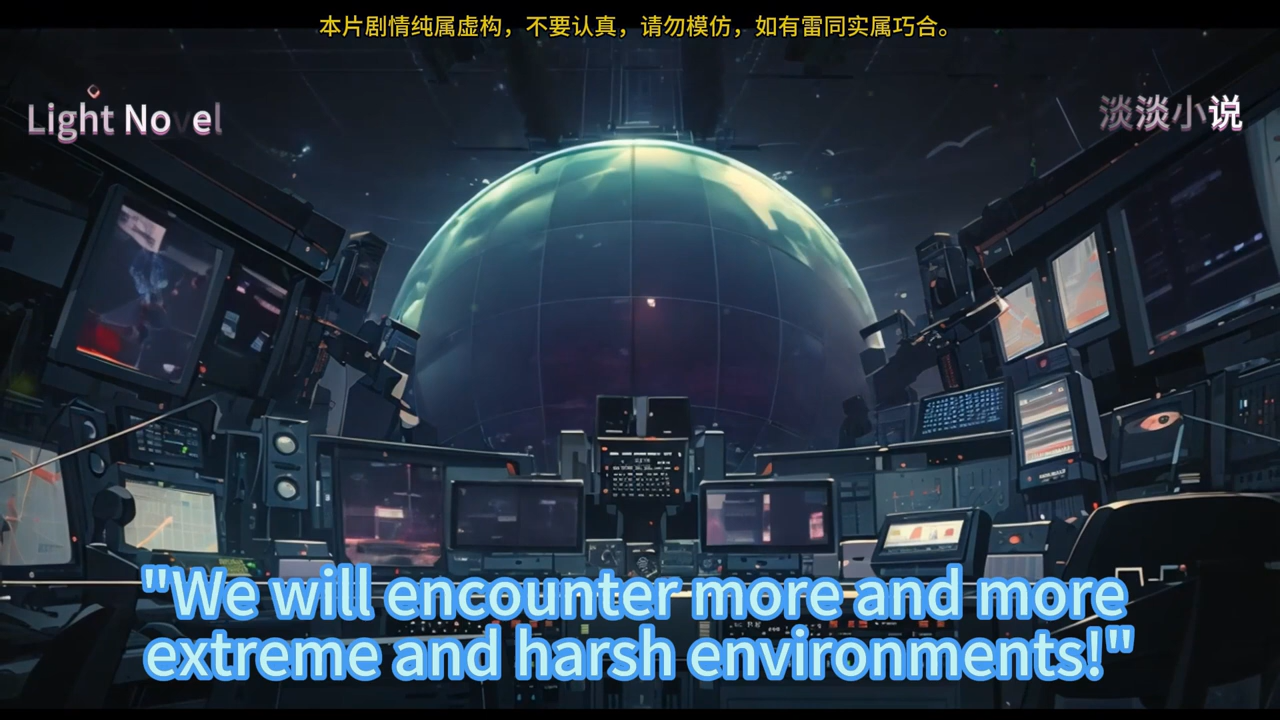 本片剧情纯属虚构，不要认真，请勿模仿，如有雷同实属巧合。
Light Novel
淡淡小说
"We will encounter more and more
extreme and harsh environments!"